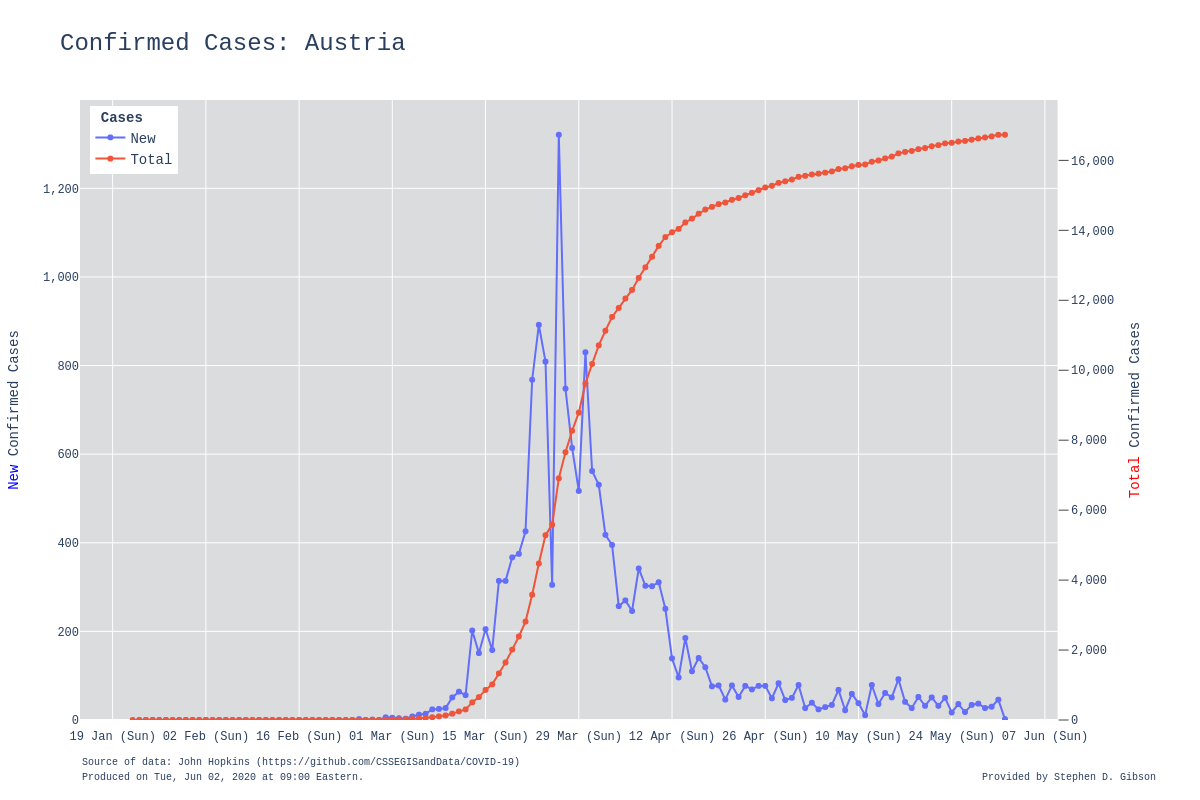 Confirmed Cases: Austria
Cases
New
Total
1,200
1,000
800
600
400
200
0
New Confirmed Cases
16,000
14,000
12,000
10,000
8,000
6,000
4,000
2,000
0
Total Confirmed Cases
19 Jan (Sun) 02 Feb (Sun) 16 Feb (Sun) 01 Mar (Sun) 15 Mar (Sun) 29 Mar (Sun) 12 Apr (Sun) 26 Apr (Sun) 10 May (Sun) 24 May (Sun) 07 Jun (Sun)
Source of data: John Hopkins (https://github.com/CSSEGISandData/COVID-19)
Produced on Tue, Jun 02, 2020 at 09:00 Eastern.
Provided by Stephen D. Gibson